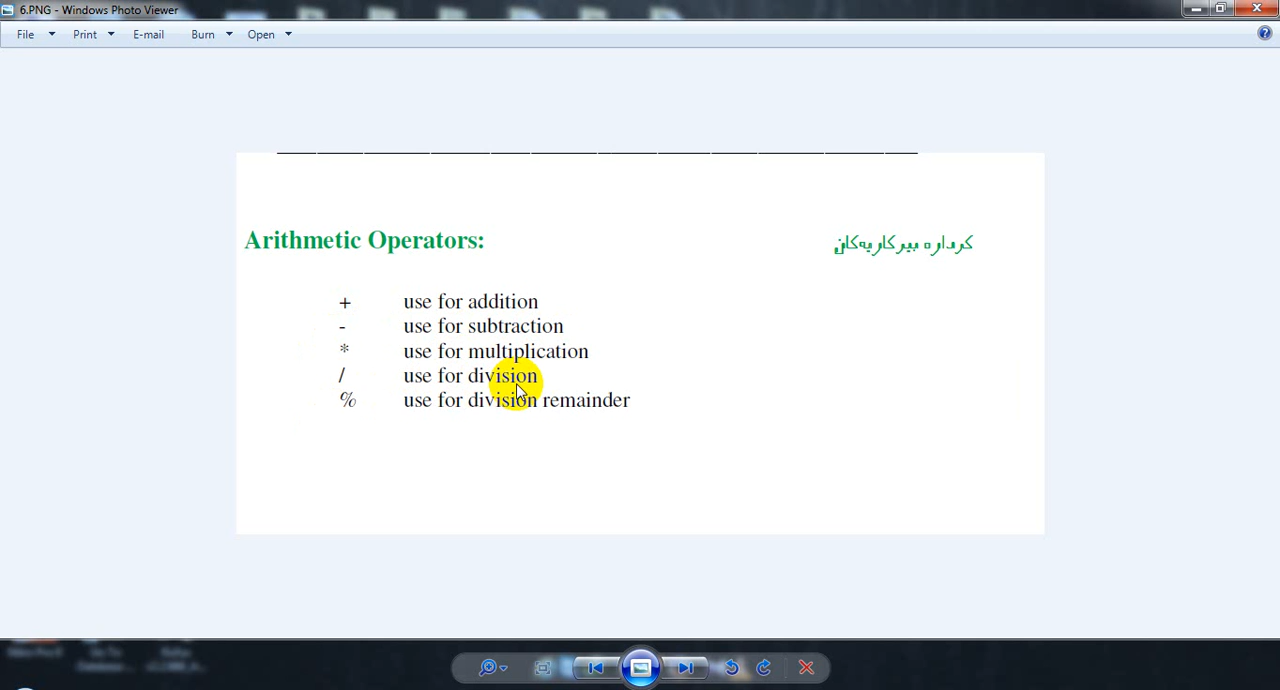 6.PNG - Windows Photo Viewer
File Print E-mail Burn Open
Arithmetic Operators: کرداره بیرکاریەکان
+ use for addition
- use for subtraction
* use for multiplication
/ use for division
% use for division remainder